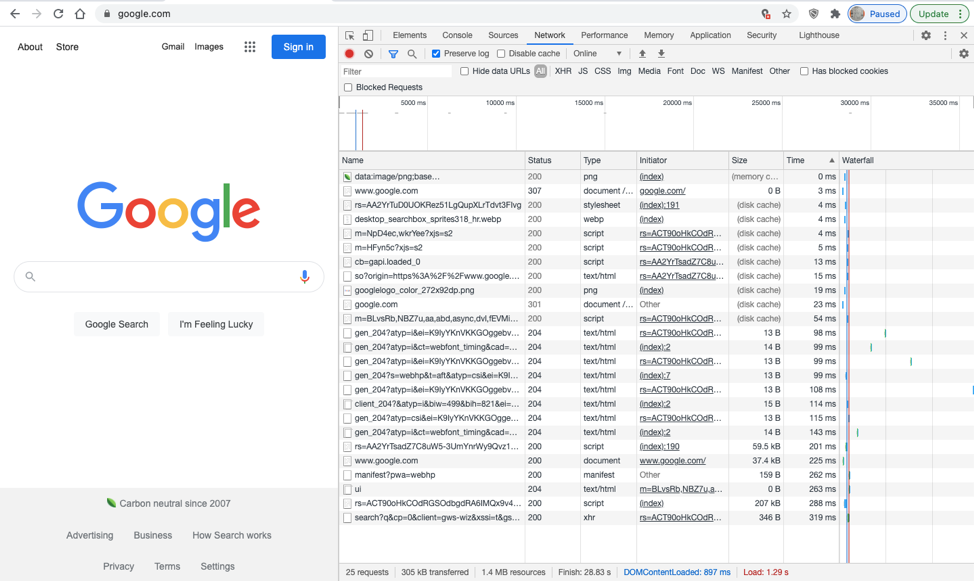 google.com
Paused
Update
About Store Gmail Images Sign in
Elements Console Sources Network Performance Memory Application Security Lighthouse
Preserve log Disable cache Online
Filter Hide data URLs All XHR JS CSS Img Media Font Doc WS Manifest Other Has blocked cookies
Blocked Requests
5000 ms 10000 ms 15000 ms 20000 ms 25000 ms 30000 ms 35000 ms
Name Status Type Initiator Size Time Waterfall
data:image/png;base... 200 png (index) (memory c... 0 ms
www.google.com 307 document /... google.com/ 0 B 3 ms
rs=AA2YrTuD0UOKRez51LgQupXLrTdvt3Flvg 200 stylesheet (index):191 (disk cache) 4 ms
desktop_searchbox_sprites318_hr.webp 200 webp (index) (disk cache) 4 ms
m=NpD4ec,wkrYee?xjs=s2 200 script rs=ACT90oHkCOdR... (disk cache) 4 ms
m=HFyn5c?xjs=s2 200 script rs=ACT90oHkCOdR... (disk cache) 5 ms
cb=gapi.loaded_0 200 script rs=AA2YrTsadZ7C8u... (disk cache) 13 ms
so?origin=https%3A%2F%2Fwww.google.... 200 text/html rs=AA2YrTsadZ7C8u... (disk cache) 15 ms
googlelogo_color_272x92dp.png 200 png (index) (disk cache) 19 ms
google.com 301 document /... Other (disk cache) 23 ms
m=BLvsRb,NBZ7u,aa,abd,async,dvl,fEVMi... 200 script rs=ACT90oHkCOdR... (disk cache) 54 ms
gen_204?atyp=i&ei=K9IyYKnVKKGOggebv... 204 text/html rs=ACT90oHkCOdR... 13 B 98 ms
gen_204?atyp=i&ct=webfont_timing&cad=... 204 text/html (index):2 14 B 99 ms
gen_204?atyp=i&ei=K9IyYKnVKKGOggebv... 204 text/html rs=ACT90oHkCOdR... 13 B 99 ms
gen_204?s=webhp&t=aft&atyp=csi&ei=K9I... 204 text/html (index):7 13 B 99 ms
gen_204?atyp=i&ei=K9IyYKnVKKGOggebv... 204 text/html rs=ACT90oHkCOdR... 13 B 108 ms
client_204?&atyp=i&biw=499&bih=821&ei=... 204 text/html (index):2 15 B 114 ms
gen_204?atyp=csi&ei=K9IyYKnVKKGOgge... 204 text/html rs=ACT90oHkCOdR... 13 B 115 ms
gen_204?atyp=i&ct=webfont_timing&cad=... 204 text/html (index):2 14 B 143 ms
rs=AA2YrTsadZ7C8uW5-3UmYnrWy9Qvz1... 200 script (index):190 59.5 kB 201 ms
www.google.com 200 document www.google.com/ 37.4 kB 225 ms
manifest?pwa=webhp 200 manifest Other 159 B 262 ms
ui 204 text/html m=BLvsRb,NBZ7u,a... 0 B 263 ms
rs=ACT90oHkCOdRGSOdbgdRA6lMQx9v4... 200 script (index) 207 kB 288 ms
search?q&cp=0&client=gws-wiz&xssi=t&gs... 200 xhr rs=ACT90oHkCOdR... 346 B 319 ms
25 requests 305 kB transferred 1.4 MB resources Finish: 28.83 s DOMContentLoaded: 897 ms Load: 1.29 s
Google
Google Search I'm Feeling Lucky
Carbon neutral since 2007
Advertising Business How Search works
Privacy Terms Settings